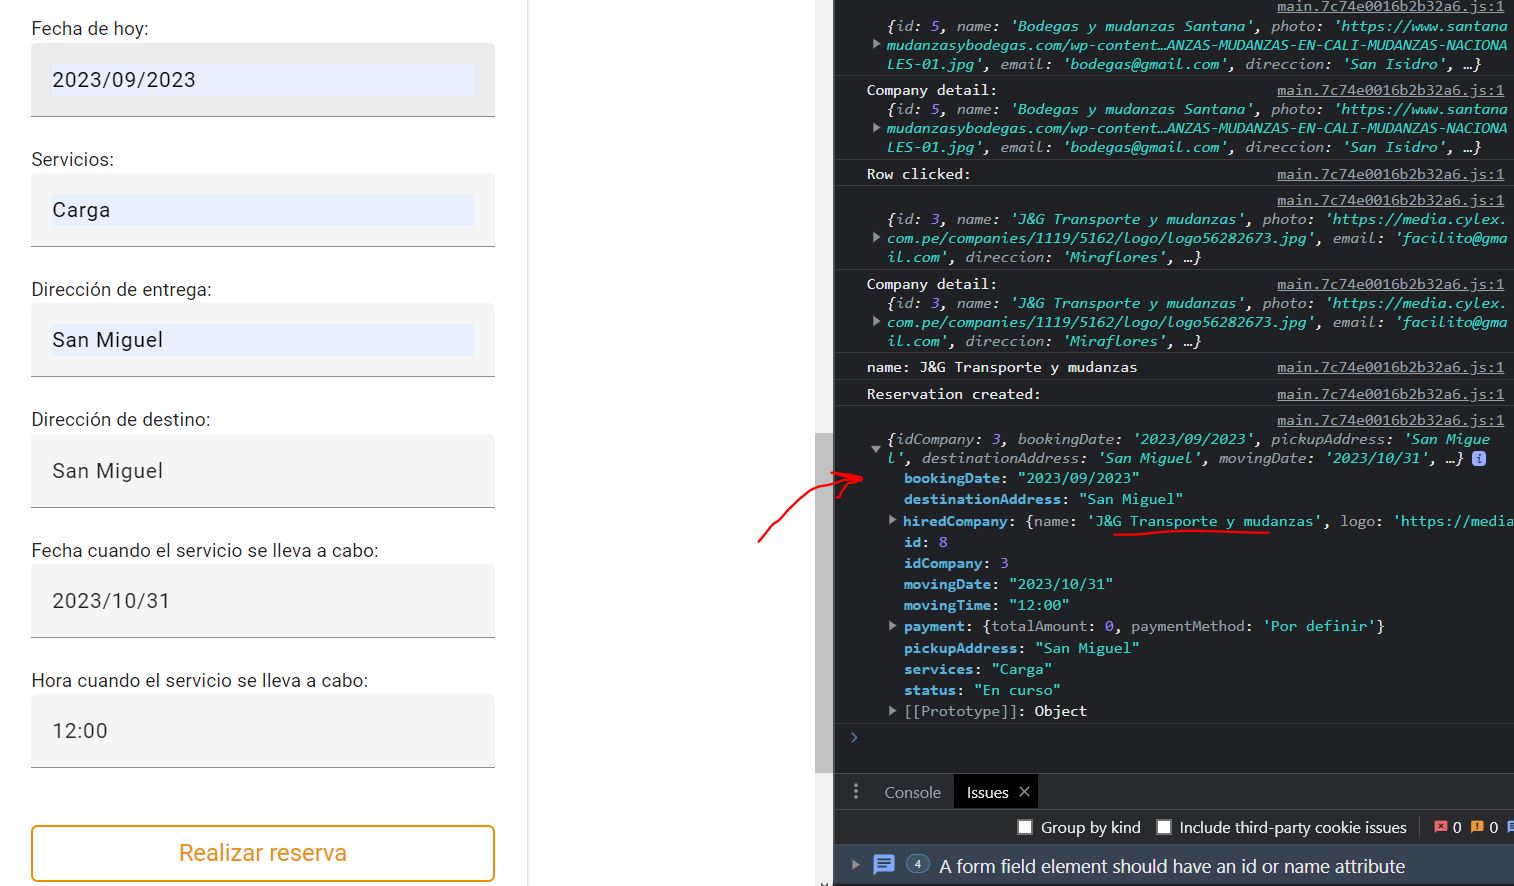 Fecha de hoy:
2023/09/2023
Servicios:
Carga
Dirección de entrega:
San Miguel
Dirección de destino:
San Miguel
Fecha cuando el servicio se lleva a cabo:
2023/10/31
Hora cuando el servicio se lleva a cabo:
12:00
Realizar reserva
main.7c74e0016b2b32a6.js:1
{id: 5, name: 'Bodegas y mudanzas Santana', photo: 'https://www.santana
mudanzasybodegas.com/wp-content…ANZAS-MUDANZAS-EN-CALI-MUDANZAS-NACIONA
LES-01.jpg', email: 'bodegas@gmail.com', direccion: 'San Isidro', …}
Company detail: main.7c74e0016b2b32a6.js:1
{id: 5, name: 'Bodegas y mudanzas Santana', photo: 'https://www.santana
mudanzasybodegas.com/wp-content…ANZAS-MUDANZAS-EN-CALI-MUDANZAS-NACIONA
LES-01.jpg', email: 'bodegas@gmail.com', direccion: 'San Isidro', …}
Row clicked: main.7c74e0016b2b32a6.js:1
main.7c74e0016b2b32a6.js:1
{id: 3, name: 'J&G Transporte y mudanzas', photo: 'https://media.cylex.
com.pe/companies/1119/5162/logo/logo56282673.jpg', email: 'facilito@gma
il.com', direccion: 'Miraflores', …}
Company detail: main.7c74e0016b2b32a6.js:1
{id: 3, name: 'J&G Transporte y mudanzas', photo: 'https://media.cylex.
com.pe/companies/1119/5162/logo/logo56282673.jpg', email: 'facilito@gma
il.com', direccion: 'Miraflores', …}
name: J&G Transporte y mudanzas main.7c74e0016b2b32a6.js:1
Reservation created: main.7c74e0016b2b32a6.js:1
main.7c74e0016b2b32a6.js:1
{idCompany: 3, bookingDate: '2023/09/2023', pickupAddress: 'San Migue
l', destinationAddress: 'San Miguel', movingDate: '2023/10/31', …} i
bookingDate: "2023/09/2023"
destinationAddress: "San Miguel"
hiredCompany: {name: 'J&G Transporte y mudanzas', logo: 'https://media
id: 8
idCompany: 3
movingDate: "2023/10/31"
movingTime: "12:00"
payment: {totalAmount: 0, paymentMethod: 'Por definir'}
pickupAddress: "San Miguel"
services: "Carga"
status: "En curso"
[[Prototype]]: Object
Console Issues
Group by kind Include third-party cookie issues 0 0
4 A form field element should have an id or name attribute